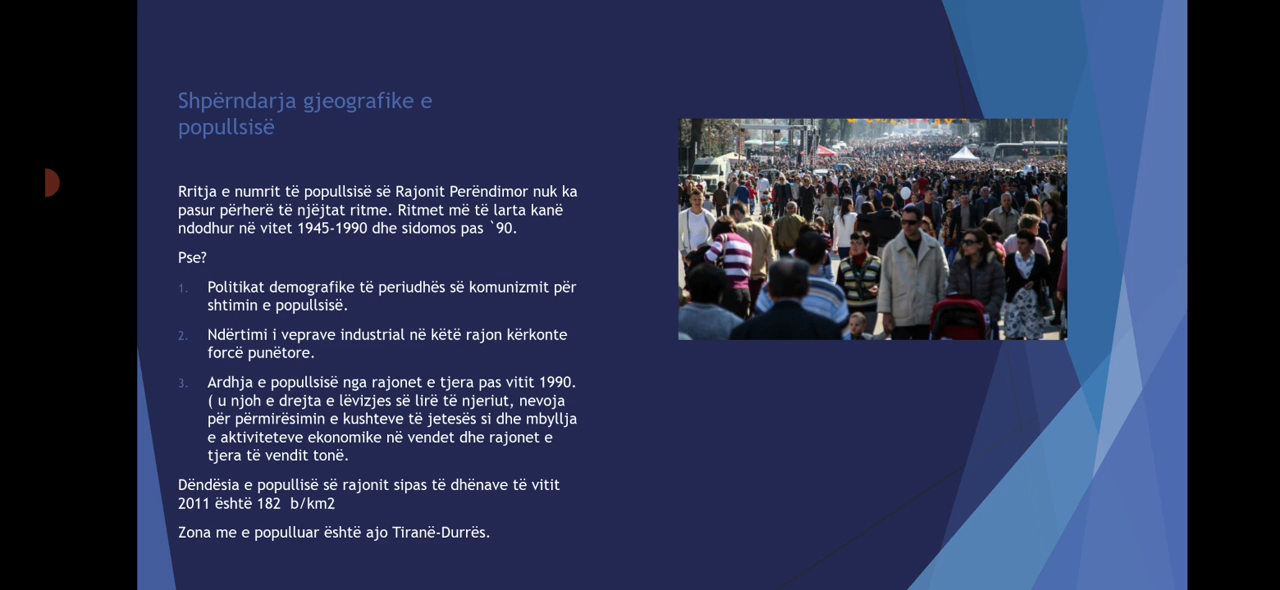 Shpërndarja gjeografike e
popullsisë
Rritja e numrit të popullsisë së Rajonit Perëndimor nuk ka
pasur përherë të njëjtat ritme. Ritmet më të larta kanë
ndodhur në vitet 1945-1990 dhe sidomos pas `90.
Pse?
1. Politikat demografike të periudhës së komunizmit për
shtimin e popullsisë.
2. Ndërtimi i veprave industrial në këtë rajon kërkonte
forcë punëtore.
3. Ardhja e popullsisë nga rajonet e tjera pas vitit 1990.
( u njoh e drejta e lëvizjes së lirë të njeriut, nevoja
për përmirësimin e kushteve të jetesës si dhe mbyllja
e aktiviteteve ekonomike në vendet dhe rajonet e
tjera të vendit tonë.
Dëndësia e popullisë së rajonit sipas të dhënave të vitit
2011 është 182 b/km2
Zona me e populluar është ajo Tiranë-Durrës.